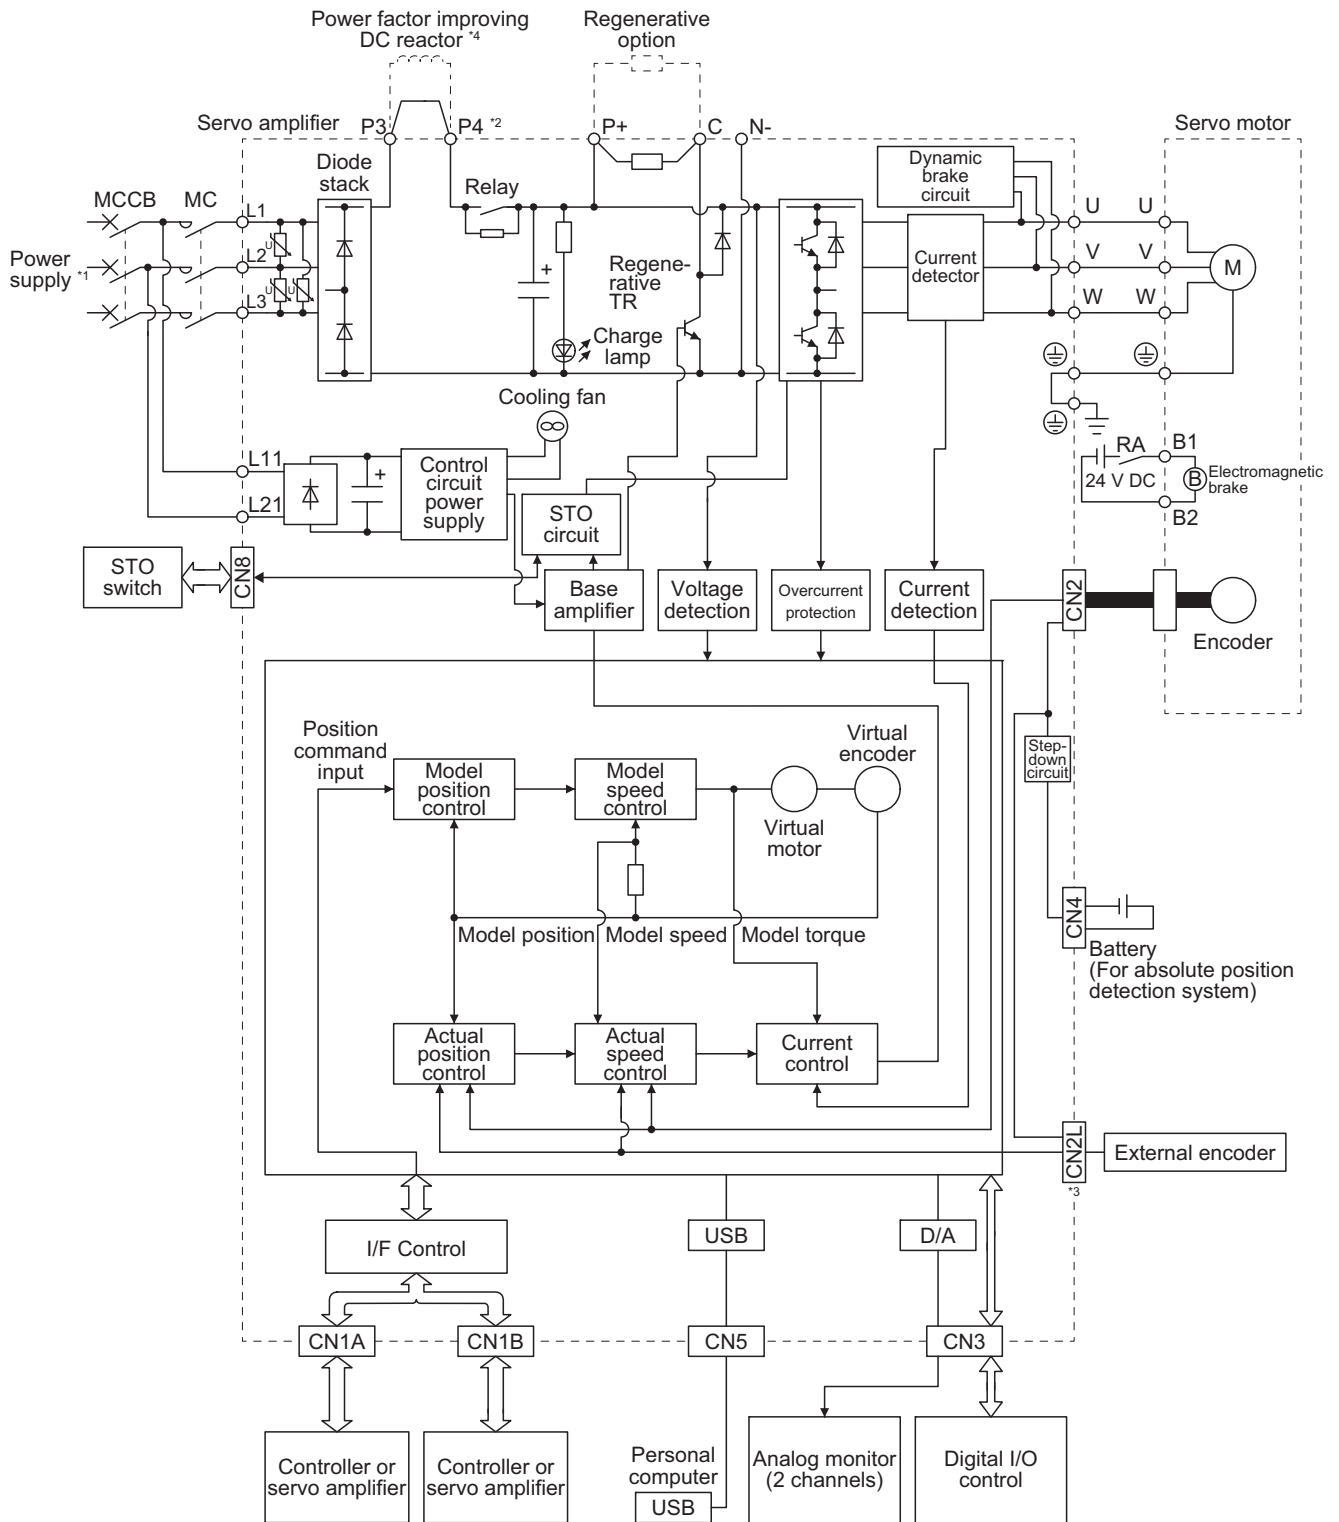 Power factor improving
DC reactor *4
Regenerative
option
Servo amplifier
P3
P4 *2
P+
C
N-
Servo motor
Diode
stack
Dynamic
brake
circuit
MCCB
MC
Relay
L1
U
U
U
Power
supply *1
L2
Regene-
rative
TR
Current
detector
V
V
M
U
U
L3
W
W
+
Charge
lamp
Cooling fan
L11
+
Control
circuit
power
supply
RA
B1
24 V DC
B
Electromagnetic
brake
B2
L21
STO
circuit
STO
switch
CN8
Base
amplifier
Voltage
detection
Overcurrent
protection
Current
detection
CN2
Encoder
Position
command
input
Model
position
control
Model
speed
control
Virtual
encoder
Virtual
motor
Step-
down
circuit
CN4
Model position
Model speed
Model torque
Battery
(For absolute position
detection system)
Actual
position
control
Actual
speed
control
Current
control
CN2L
*3
External encoder
I/F Control
USB
D/A
CN1A
CN1B
CN5
CN3
Controller or
servo amplifier
Controller or
servo amplifier
Personal
computer
USB
Analog monitor
(2 channels)
Digital I/O
control